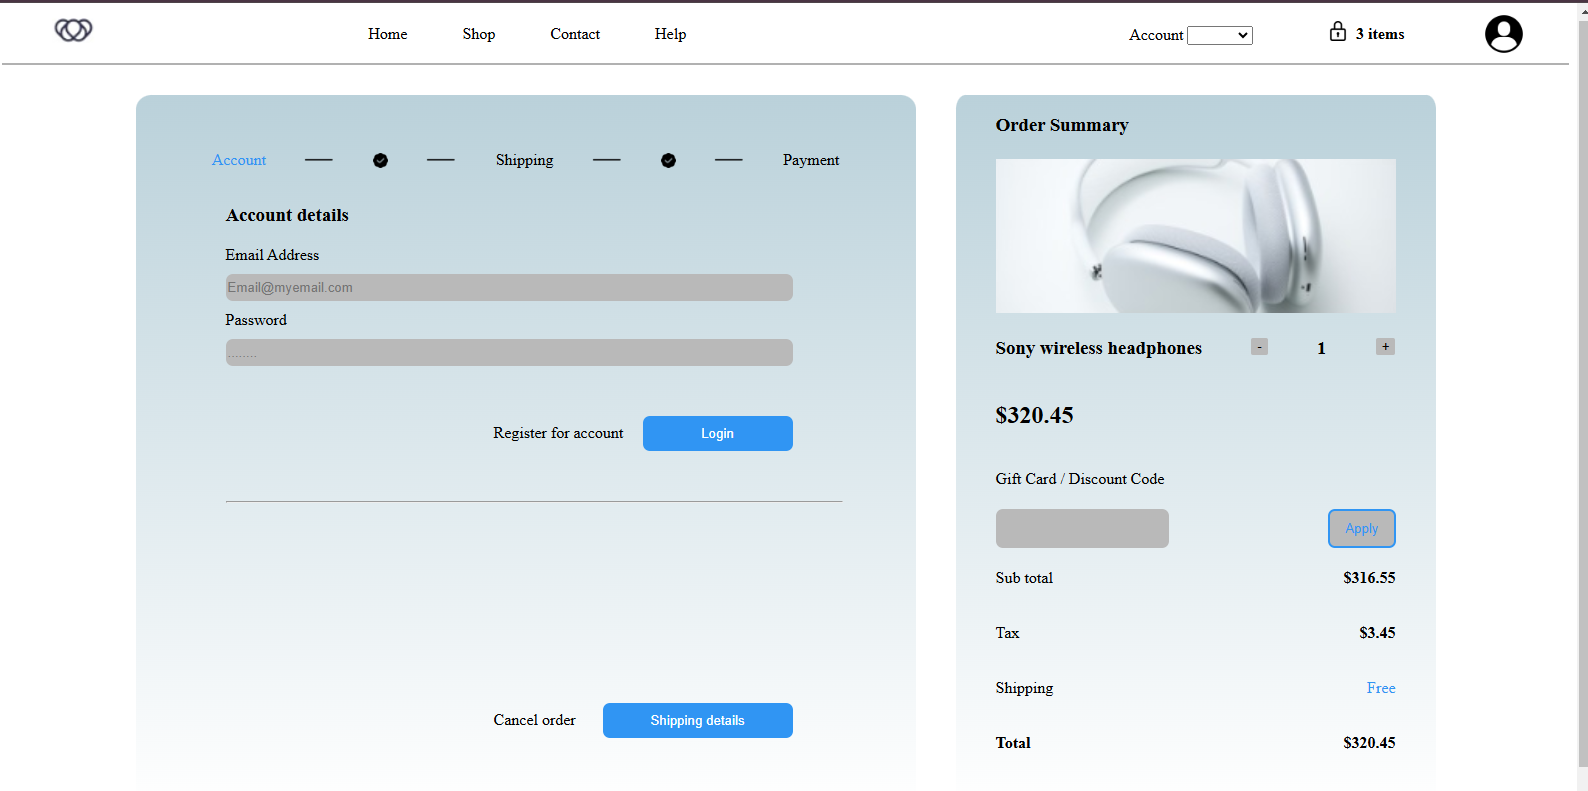 Home Shop Contact Help Account 3 items
Account Shipping Payment
Account details
Email Address
Email@myemail.com
Password
........
Register for account Login
Cancel order Shipping details
Order Summary
Sony wireless headphones - 1 +
$320.45
Gift Card / Discount Code
Apply
Sub total $316.55
Tax $3.45
Shipping Free
Total $320.45